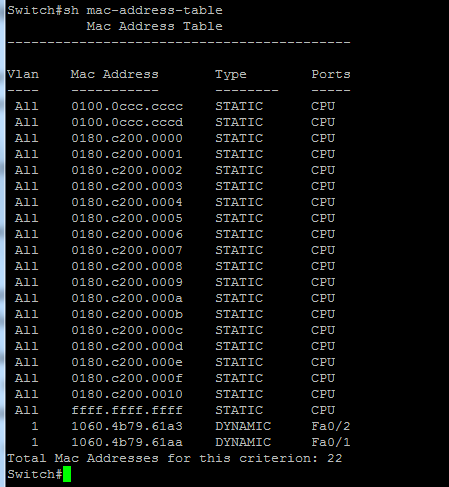 Switch#sh mac-address-table
Mac Address Table
-------------------------------------------
Vlan Mac Address Type Ports
---- ----------- -------- -----
All 0100.0ccc.cccc STATIC CPU
All 0100.0ccc.cccd STATIC CPU
All 0180.c200.0000 STATIC CPU
All 0180.c200.0001 STATIC CPU
All 0180.c200.0002 STATIC CPU
All 0180.c200.0003 STATIC CPU
All 0180.c200.0004 STATIC CPU
All 0180.c200.0005 STATIC CPU
All 0180.c200.0006 STATIC CPU
All 0180.c200.0007 STATIC CPU
All 0180.c200.0008 STATIC CPU
All 0180.c200.0009 STATIC CPU
All 0180.c200.000a STATIC CPU
All 0180.c200.000b STATIC CPU
All 0180.c200.000c STATIC CPU
All 0180.c200.000d STATIC CPU
All 0180.c200.000e STATIC CPU
All 0180.c200.000f STATIC CPU
All 0180.c200.0010 STATIC CPU
All ffff.ffff.ffff STATIC CPU
1 1060.4b79.61a3 DYNAMIC Fa0/2
1 1060.4b79.61aa DYNAMIC Fa0/1
Total Mac Addresses for this criterion: 22
Switch#